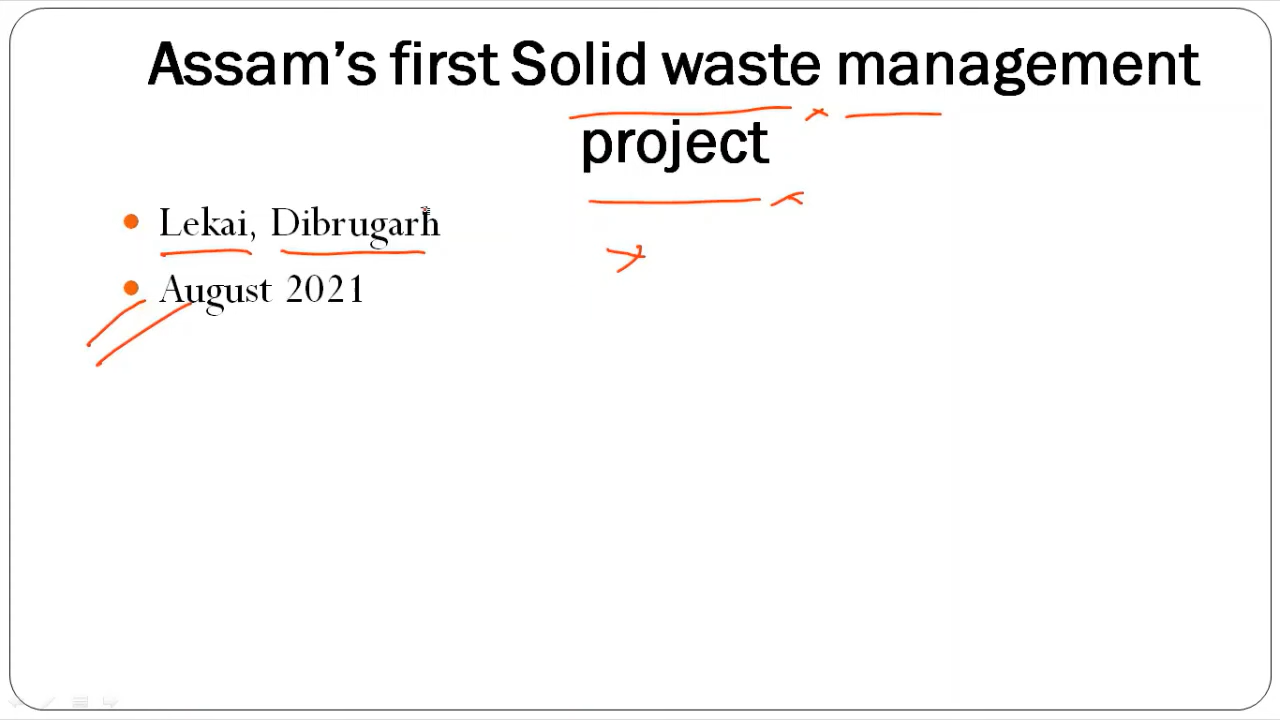 Assam’s first Solid waste management
project
• Lekai, Dibrugarh
• August 2021